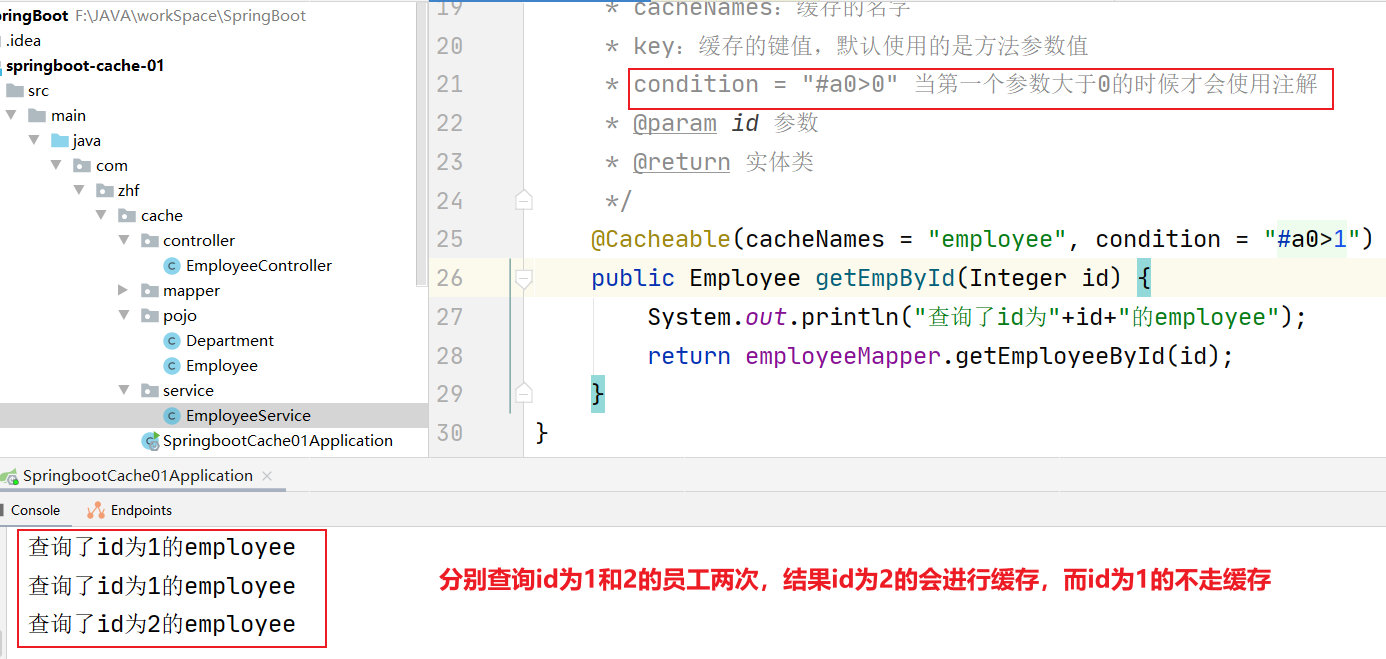 ringBoot F:\JAVA\workSpace\SpringBoot
.idea
springboot-cache-01
src
main
java
com
zhf
cache
controller
EmployeeController
mapper
pojo
Department
Employee
service
EmployeeService
SpringbootCache01Application
19 * cacheNames：缓存的名字
20 * key：缓存的键值，默认使用的是方法参数值
21 * condition = "#a0>0" 当第一个参数大于0的时候才会使用注解
22 * @param id 参数
23 * @return 实体类
24 */
25 @Cacheable(cacheNames = "employee", condition = "#a0>1")
26 public Employee getEmpById(Integer id) {
27 System.out.println("查询了id为"+id+"的employee");
28 return employeeMapper.getEmployeeById(id);
29 }
30 }
SpringbootCache01Application ×
Console Endpoints
查询了id为1的employee
查询了id为1的employee
查询了id为2的employee
分别查询id为1和2的员工两次，结果id为2的会进行缓存，而id为1的不走缓存